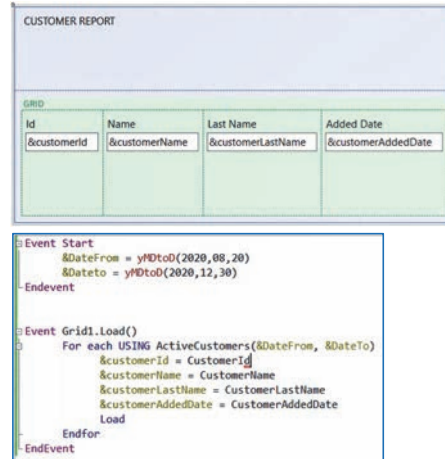 CUSTOMER REPORT
GRID
Id Name Last Name Added Date
&customerId &customerName &customerLastName &customerAddedDate
Event Start
&DateFrom = yMDtoD(2020,08,20)
&Dateto = yMDtoD(2020,12,30)
Endevent
Event Grid1.Load()
For each USING ActiveCustomers(&DateFrom, &DateTo)
&customerId = CustomerId
&customerName = CustomerName
&customerLastName = CustomerLastName
&customerAddedDate = CustomerAddedDate
Load
Endfor
EndEvent